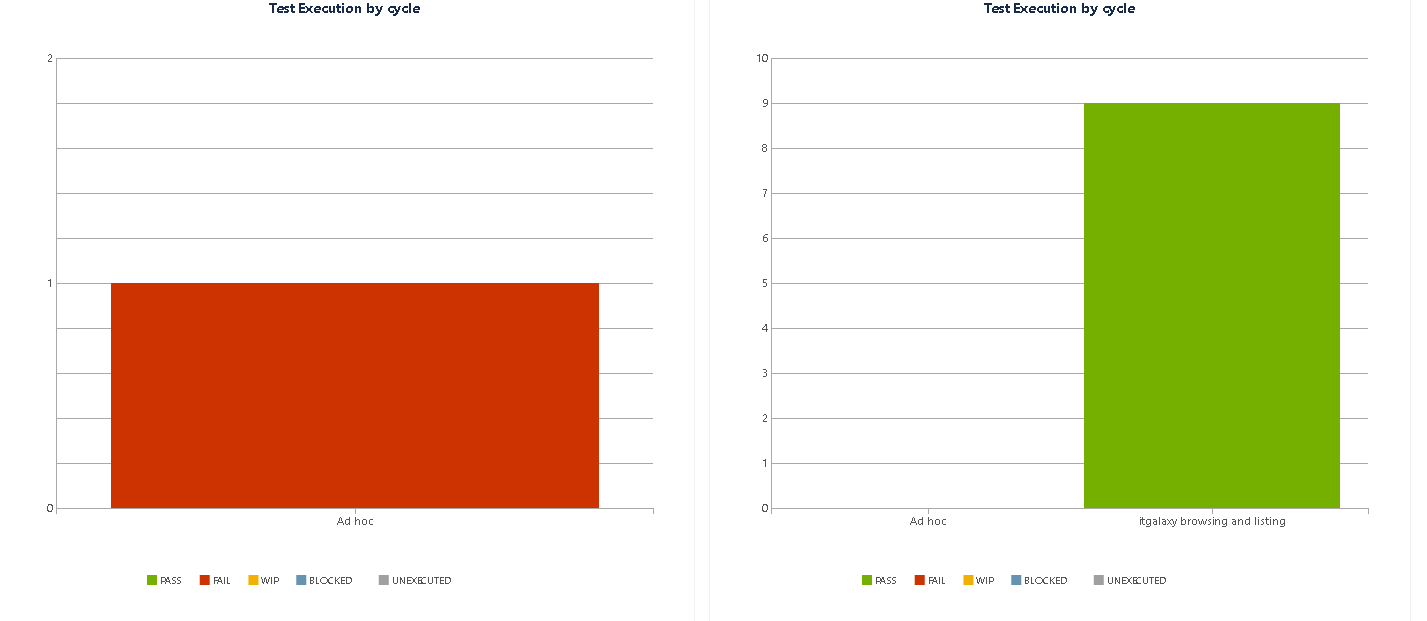 Test Execution by cycle
2
1
0
Ad hoc
PASS FAIL WIP BLOCKED UNEXECUTED
Test Execution by cycle
10
9
8
7
6
5
4
3
2
1
0
Ad hoc itgalaxy browsing and listing
PASS FAIL WIP BLOCKED UNEXECUTED